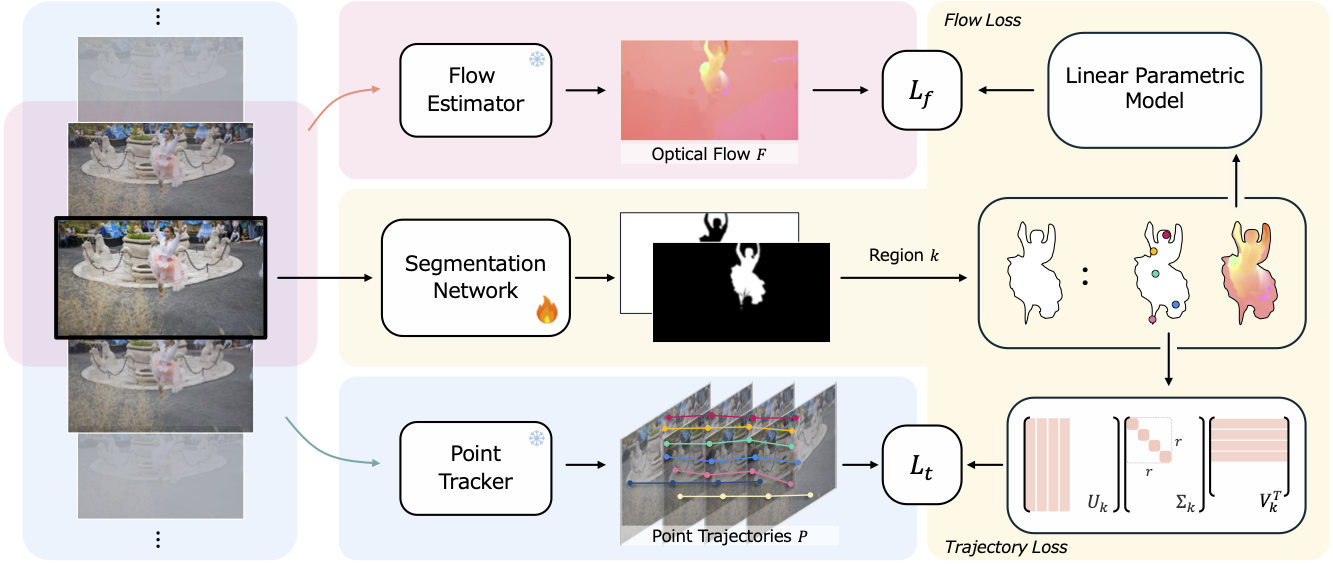 Flow Loss
Flow
Estimator
Optical Flow F
L_f
Linear Parametric
Model
Segmentation
Network
Region k
:
Point
Tracker
Point Trajectories P
L_t
r
r
U_k
Σ_k
V_k^T
Trajectory Loss